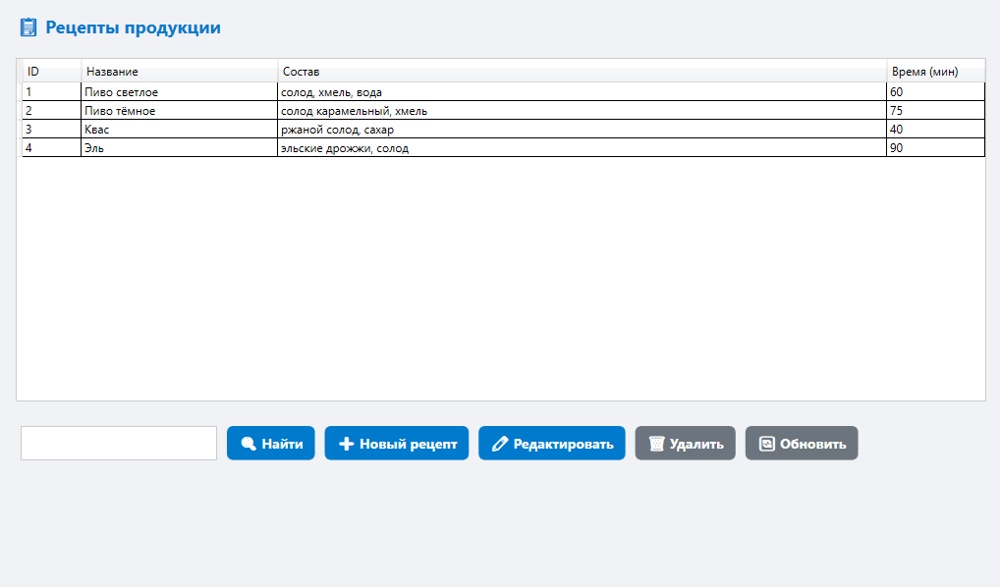 Рецепты продукции
ID Название Состав Время (мин)
1 Пиво светлое солод, хмель, вода 60
2 Пиво тёмное солод карамельный, хмель 75
3 Квас ржаной солод, сахар 40
4 Эль эльские дрожжи, солод 90
Найти Новый рецепт Редактировать Удалить Обновить